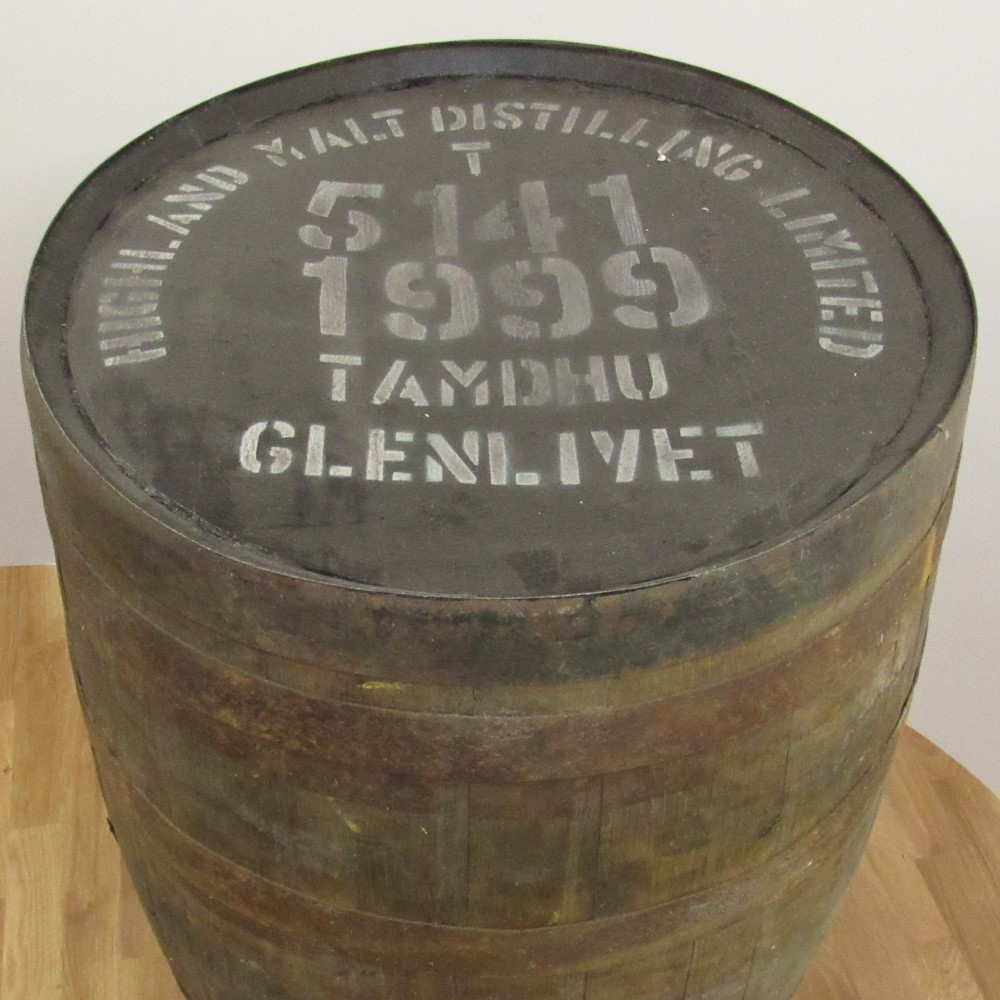 HIGHLAND MALT DISTILLING LIMITED
T
5141
1999
TAMDHU
GLENLIVET